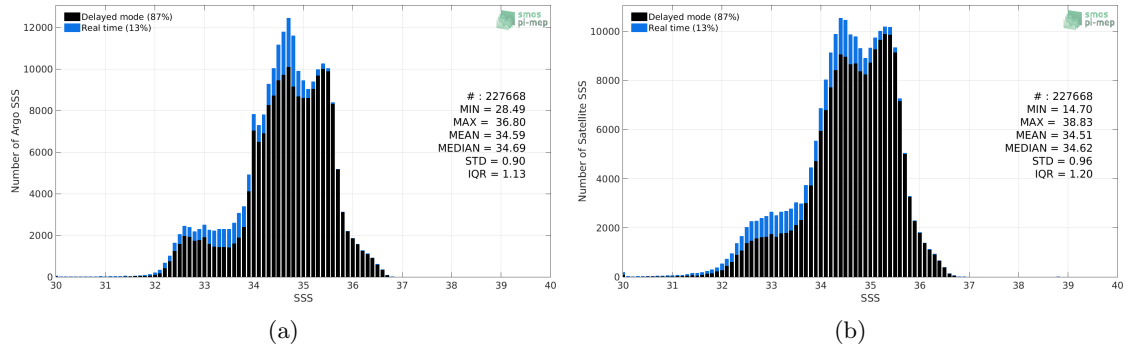 Delayed mode (87%)
Real time (13%)
smos
pi-mep
Number of Argo SSS
12000
10000
8000
6000
4000
2000
0
# : 227668
MIN = 28.49
MAX = 36.80
MEAN = 34.59
MEDIAN = 34.69
STD = 0.90
IQR = 1.13
30 31 32 33 34 35 36 37 38 39 40
SSS
(a)
Delayed mode (87%)
Real time (13%)
smos
pi-mep
Number of Satellite SSS
10000
8000
6000
4000
2000
0
# : 227668
MIN = 14.70
MAX = 38.83
MEAN = 34.51
MEDIAN = 34.62
STD = 0.96
IQR = 1.20
30 31 32 33 34 35 36 37 38 39 40
SSS
(b)